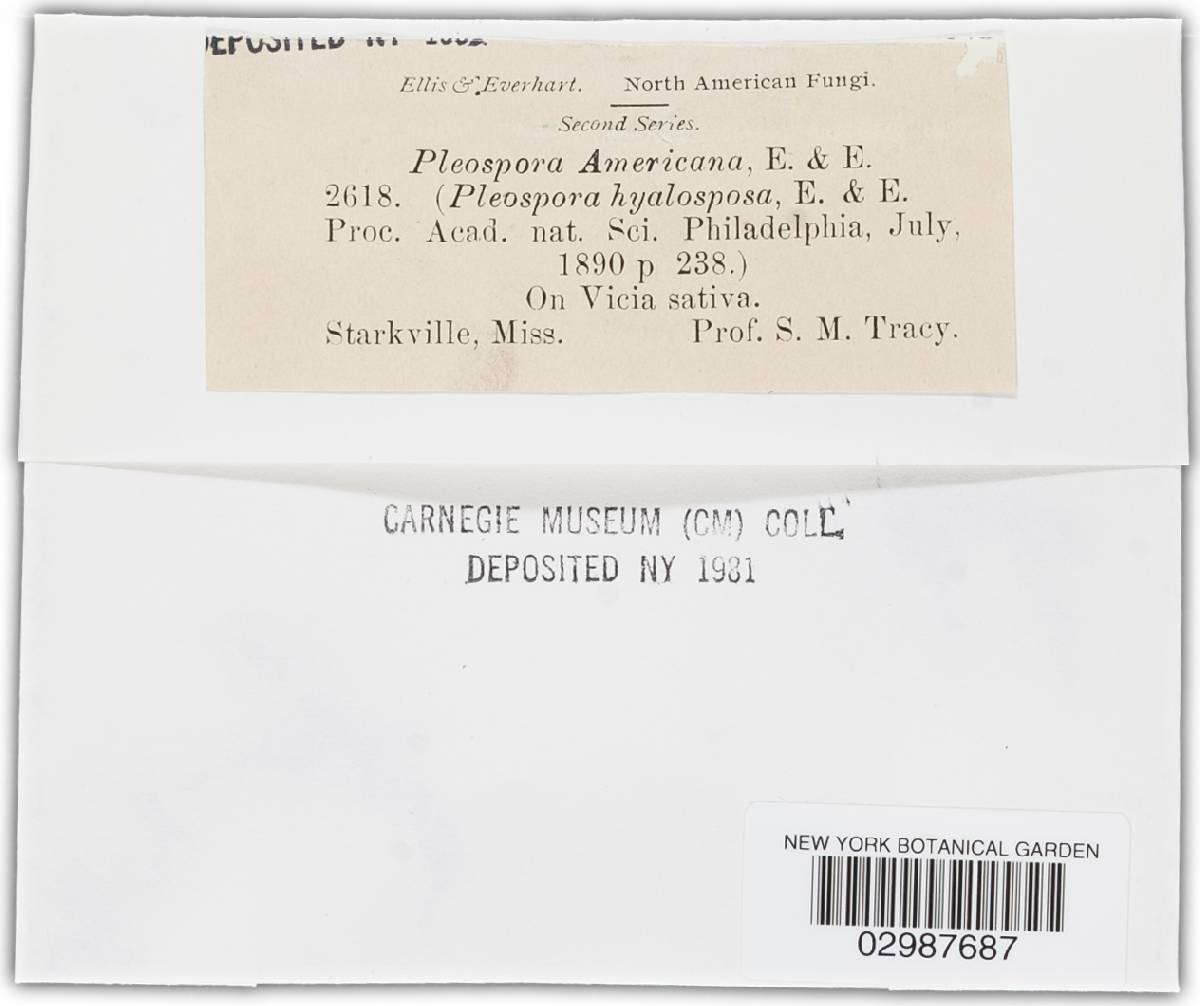 DEPOSITED NY
Ellis & Everhart. North American Fungi.
Second Series.
Pleospora Americana, E. & E.
2618. (Pleospora hyalosposa, E. & E.
Proc. Acad. nat. Sci. Philadelphia, July,
1890 p 238.)
On Vicia sativa.
Starkville, Miss. Prof. S. M. Tracy.
CARNEGIE MUSEUM (CM) COLL.
DEPOSITED NY 1981
NEW YORK BOTANICAL GARDEN
02987687